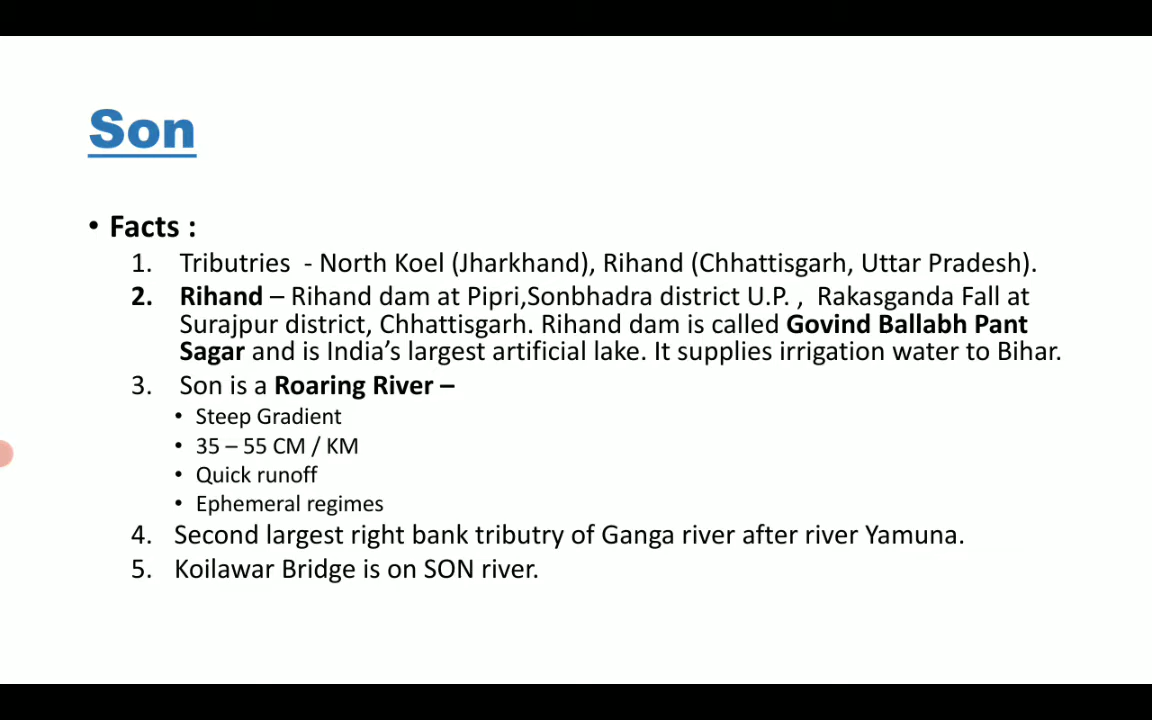 Son
• Facts :
1. Tributries - North Koel (Jharkhand), Rihand (Chhattisgarh, Uttar Pradesh).
2. Rihand – Rihand dam at Pipri,Sonbhadra district U.P. , Rakasganda Fall at
Surajpur district, Chhattisgarh. Rihand dam is called Govind Ballabh Pant
Sagar and is India’s largest artificial lake. It supplies irrigation water to Bihar.
3. Son is a Roaring River –
• Steep Gradient
• 35 – 55 CM / KM
• Quick runoff
• Ephemeral regimes
4. Second largest right bank tributry of Ganga river after river Yamuna.
5. Koilawar Bridge is on SON river.